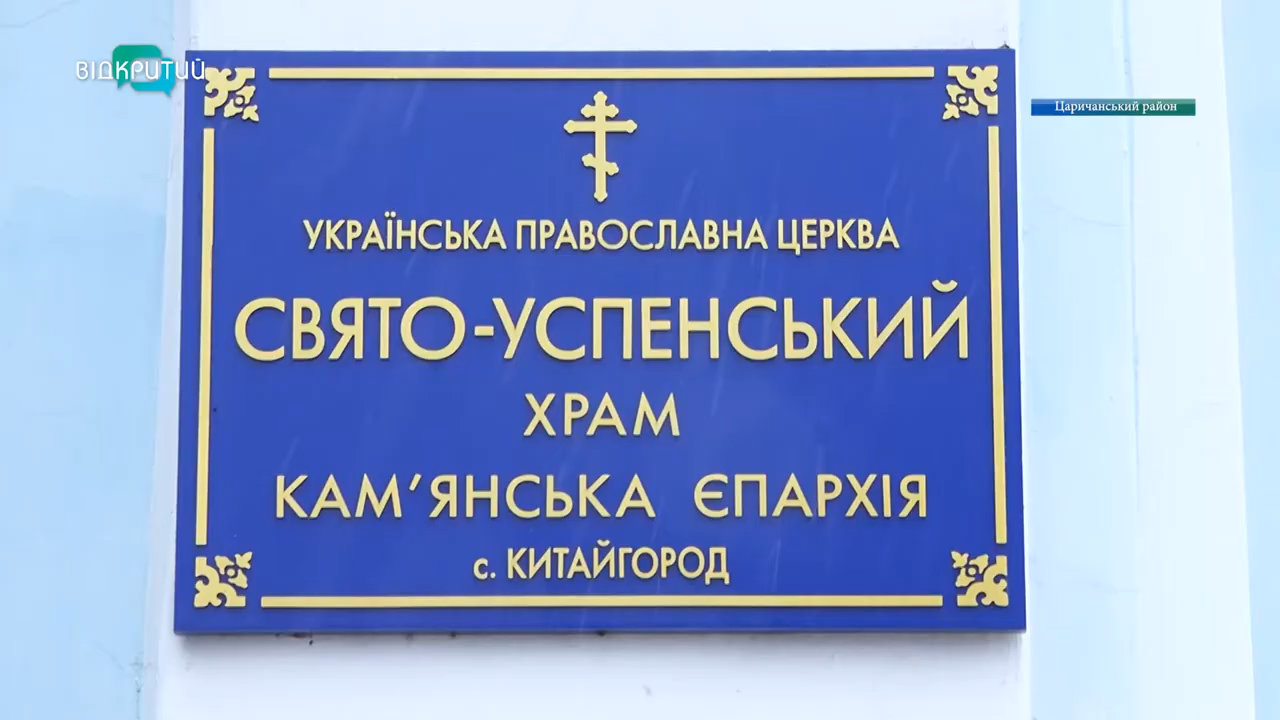 ВІДКРИТИЙ
Царичанський район
УКРАЇНСЬКА ПРАВОСЛАВНА ЦЕРКВА
СВЯТО-УСПЕНСЬКИЙ
ХРАМ
КАМ’ЯНСЬКА ЄПАРХІЯ
с. КИТАЙГОРОД